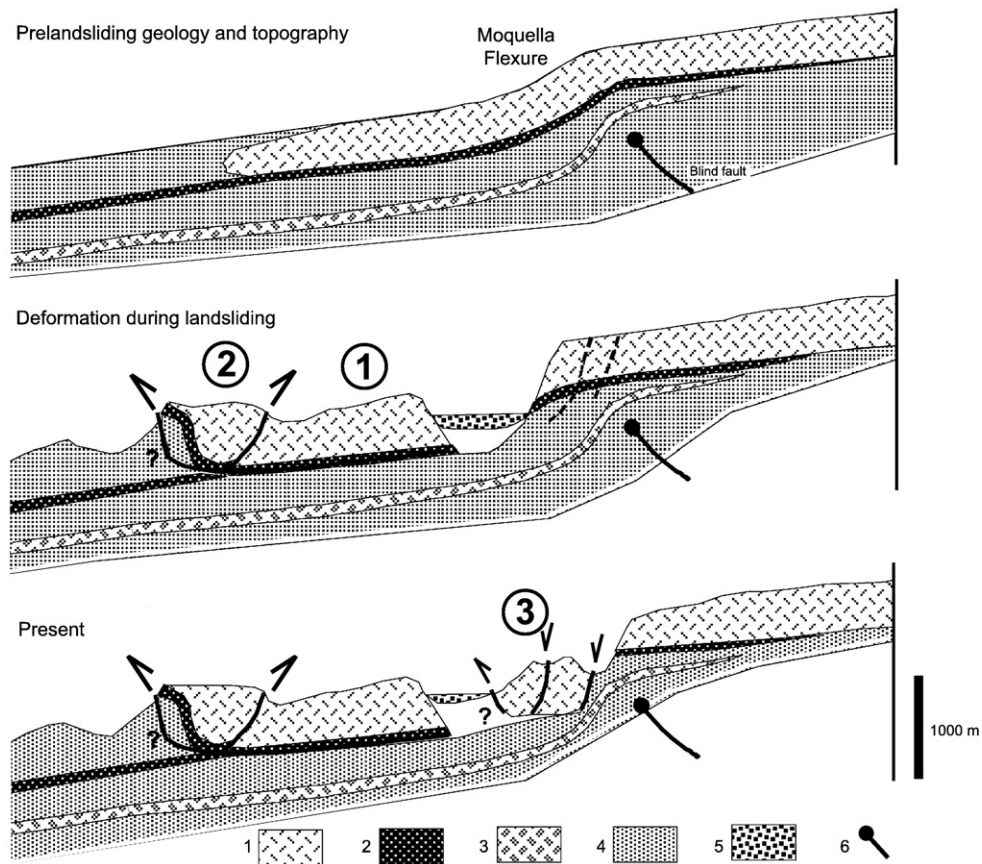 Prelandsliding geology and topography
Moquella
Flexure
Blind fault
Deformation during landsliding
2
1
?
Present
3
?
?
1000 m
1 2 3 4 5 6